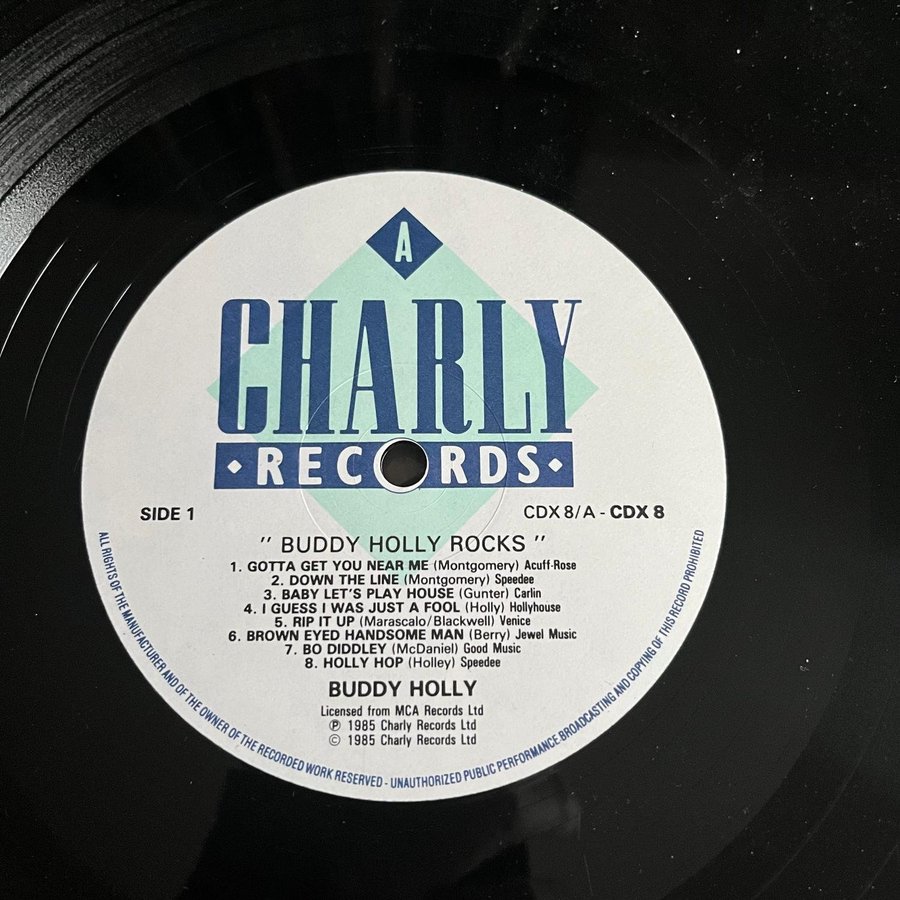 A
CHARLY
· RECORDS ·
SIDE 1
CDX 8/A - CDX 8
" BUDDY HOLLY ROCKS "
1. GOTTA GET YOU NEAR ME (Montgomery) Acuff-Rose
2. DOWN THE LINE (Montgomery) Speedee
3. BABY LET'S PLAY HOUSE (Gunter) Carlin
4. I GUESS I WAS JUST A FOOL (Holly) Hollyhouse
5. RIP IT UP (Marascalo/Blackwell) Venice
6. BROWN EYED HANDSOME MAN (Berry) Jewel Music
7. BO DIDDLEY (McDaniel) Good Music
8. HOLLY HOP (Holley) Speedee
BUDDY HOLLY
Licensed from MCA Records Ltd
℗ 1985 Charly Records Ltd
© 1985 Charly Records Ltd
ALL RIGHTS OF THE MANUFACTURER AND OF THE OWNER OF THE RECORDED WORK RESERVED - UNAUTHORIZED PUBLIC PERFORMANCE.BROADCASTING AND COPYING OF THIS RECORD PROHIBITED